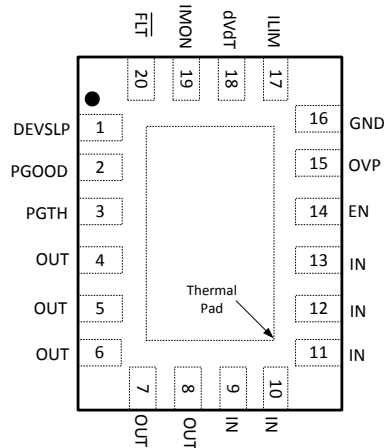 FLT
IMON
dVdT
ILIM
20
19
18
17
DEVSLP 1
PGOOD 2
PGTH 3
OUT 4
OUT 5
OUT 6
16 GND
15 OVP
14 EN
13 IN
12 IN
11 IN
Thermal
Pad
7
8
9
10
OUT
OUT
IN
IN